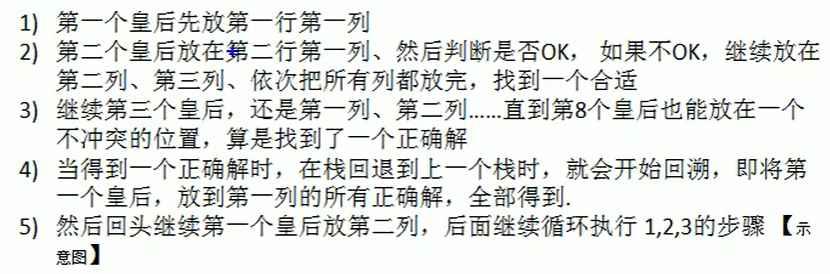 1) 第一个皇后先放第一行第一列
2) 第二个皇后放在第二行第一列、然后判断是否OK, 如果不OK,继续放在
第二列、第三列、依次把所有列都放完,找到一个合适
3) 继续第三个皇后,还是第一列、第二列……直到第8个皇后也能放在一个
不冲突的位置,算是找到了一个正确解
4) 当得到一个正确解时,在栈回退到上一个栈时,就会开始回溯,即将第
一个皇后,放到第一列的所有正确解,全部得到.
5) 然后回头继续第一个皇后放第二列,后面继续循环执行 1,2,3的步骤 【示
意图】